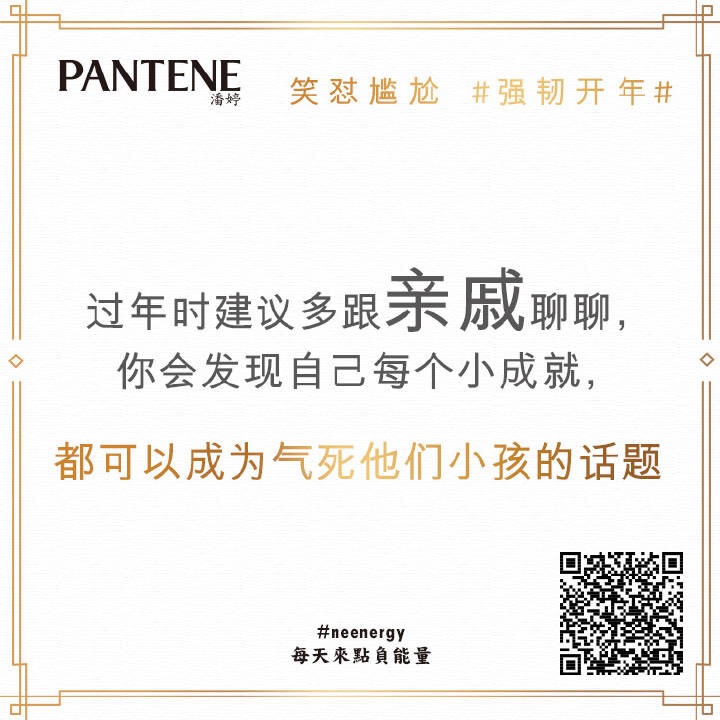 PANTENE
潘婷
笑怼尴尬 #强韧开年#
过年时建议多跟亲戚聊聊,
你会发现自己每个小成就,
都可以成为气死他们小孩的话题
#neenergy
每天來點負能量